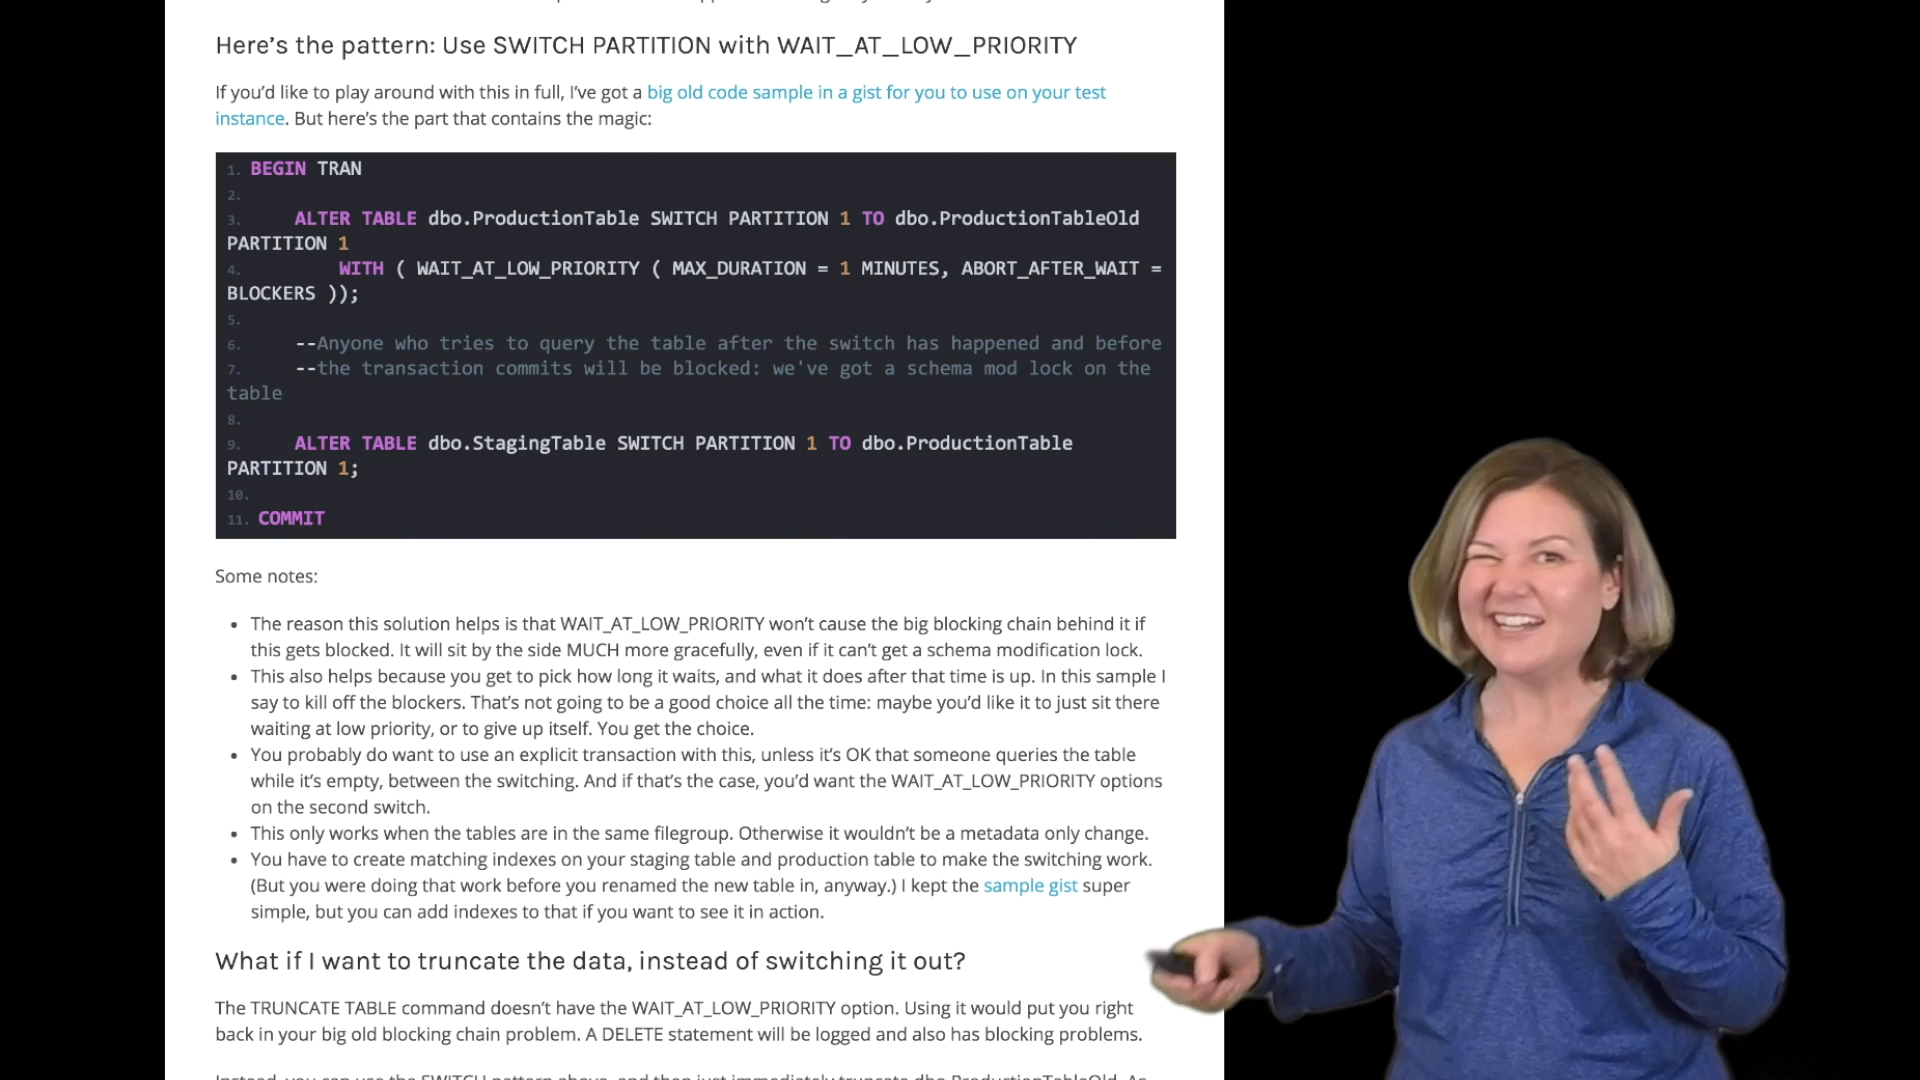 Here's the pattern: Use SWITCH PARTITION with WAIT_AT_LOW_PRIORITY
If you'd like to play around with this in full, I've got a big old code sample in a gist for you to use on your test
instance. But here's the part that contains the magic:
1. BEGIN TRAN
2.
3. ALTER TABLE dbo.ProductionTable SWITCH PARTITION 1 TO dbo.ProductionTableOld
PARTITION 1
4. WITH ( WAIT_AT_LOW_PRIORITY ( MAX_DURATION = 1 MINUTES, ABORT_AFTER_WAIT =
BLOCKERS ));
5.
6. --Anyone who tries to query the table after the switch has happened and before
7. --the transaction commits will be blocked: we've got a schema mod lock on the
table
8.
9. ALTER TABLE dbo.StagingTable SWITCH PARTITION 1 TO dbo.ProductionTable
PARTITION 1;
10.
11. COMMIT
Some notes:
• The reason this solution helps is that WAIT_AT_LOW_PRIORITY won't cause the big blocking chain behind it if
this gets blocked. It will sit by the side MUCH more gracefully, even if it can't get a schema modification lock.
• This also helps because you get to pick how long it waits, and what it does after that time is up. In this sample I
say to kill off the blockers. That's not going to be a good choice all the time: maybe you'd like it to just sit there
waiting at low priority, or to give up itself. You get the choice.
• You probably do want to use an explicit transaction with this, unless it's OK that someone queries the table
while it's empty, between the switching. And if that's the case, you'd want the WAIT_AT_LOW_PRIORITY options
on the second switch.
• This only works when the tables are in the same filegroup. Otherwise it wouldn't be a metadata only change.
• You have to create matching indexes on your staging table and production table to make the switching work.
(But you were doing that work before you renamed the new table in, anyway.) I kept the sample gist super
simple, but you can add indexes to that if you want to see it in action.
What if I want to truncate the data, instead of switching it out?
The TRUNCATE TABLE command doesn't have the WAIT_AT_LOW_PRIORITY option. Using it would put you right
back in your big old blocking chain problem. A DELETE statement will be logged and also has blocking problems.
Instead, you can use the SWITCH pattern above, and then just immediately truncate dbo.ProductionTableOld. As